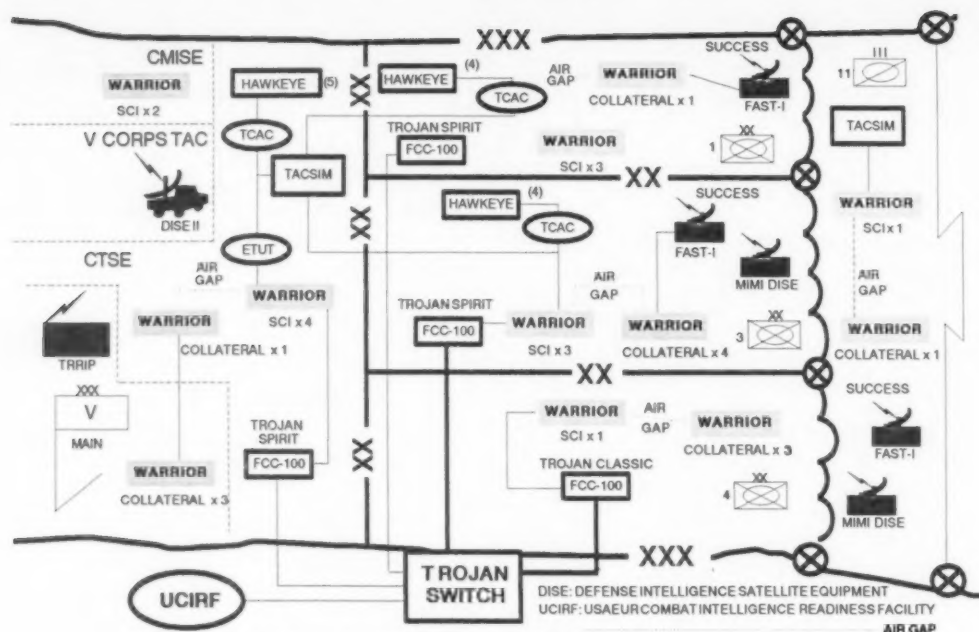 XXX
CMISE
WARRIOR
SCI x 2
V CORPS TAC
DISE II
CTSE
TRRIP
XXX
V
MAIN
HAWKEYE (5)
TCAC
TACSIM
ETUT
AIR GAP
WARRIOR
SCI x 4
WARRIOR
COLLATERAL x 1
WARRIOR
COLLATERAL x 3
TROJAN SPIRIT
FCC-100
XX
XX
XX
HAWKEYE (4)
TCAC
AIR GAP
WARRIOR
COLLATERAL x 1
SUCCESS
FAST-I
TROJAN SPIRIT
FCC-100
WARRIOR
SCI x 3
XX
1
XX
HAWKEYE (4)
TCAC
SUCCESS
FAST-I
MIMI DISE
TROJAN SPIRIT
FCC-100
WARRIOR
SCI x 3
AIR GAP
WARRIOR
COLLATERAL x 4
XX
3
XX
WARRIOR
SCI x 1
AIR GAP
WARRIOR
COLLATERAL x 3
TROJAN CLASSIC
FCC-100
XX
4
III
11
TACSIM
WARRIOR
SCI x 1
AIR GAP
WARRIOR
COLLATERAL x 1
SUCCESS
FAST-I
MIMI DISE
XXX
UCIRF
TROJAN SWITCH
DISE: DEFENSE INTELLIGENCE SATELLITE EQUIPMENT
UCIRF: USAEUR COMBAT INTELLIGENCE READINESS FACILITY
AIR GAP